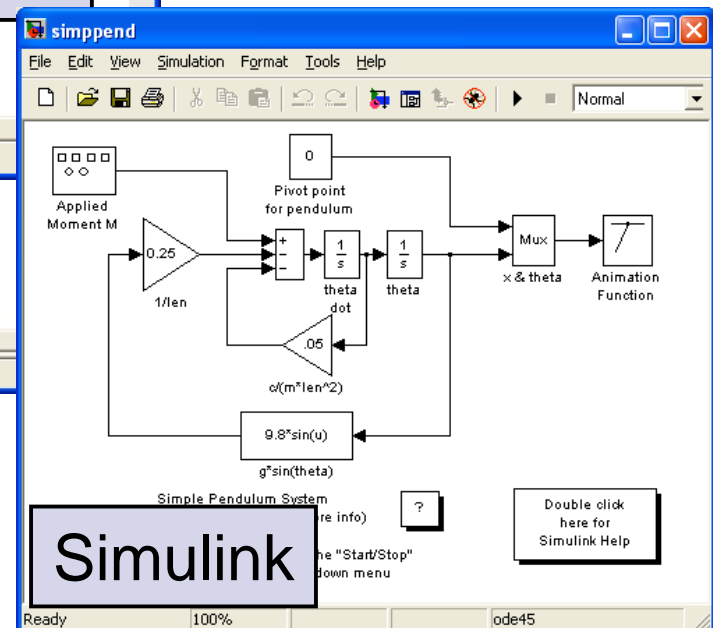 simppend
File Edit View Simulation Format Tools Help
Normal
Applied
Moment M
0
Pivot point
for pendulum
0.25
1/len
+
−
−
1
s
theta
dot
1
s
theta
Mux
x & theta
Animation
Function
.05
c/(m*len^2)
9.8*sin(u)
g*sin(theta)
Simple Pendulum System
re info)
?
he "Start/Stop"
down menu
Double click
here for
Simulink Help
Simulink
Ready 100% ode45